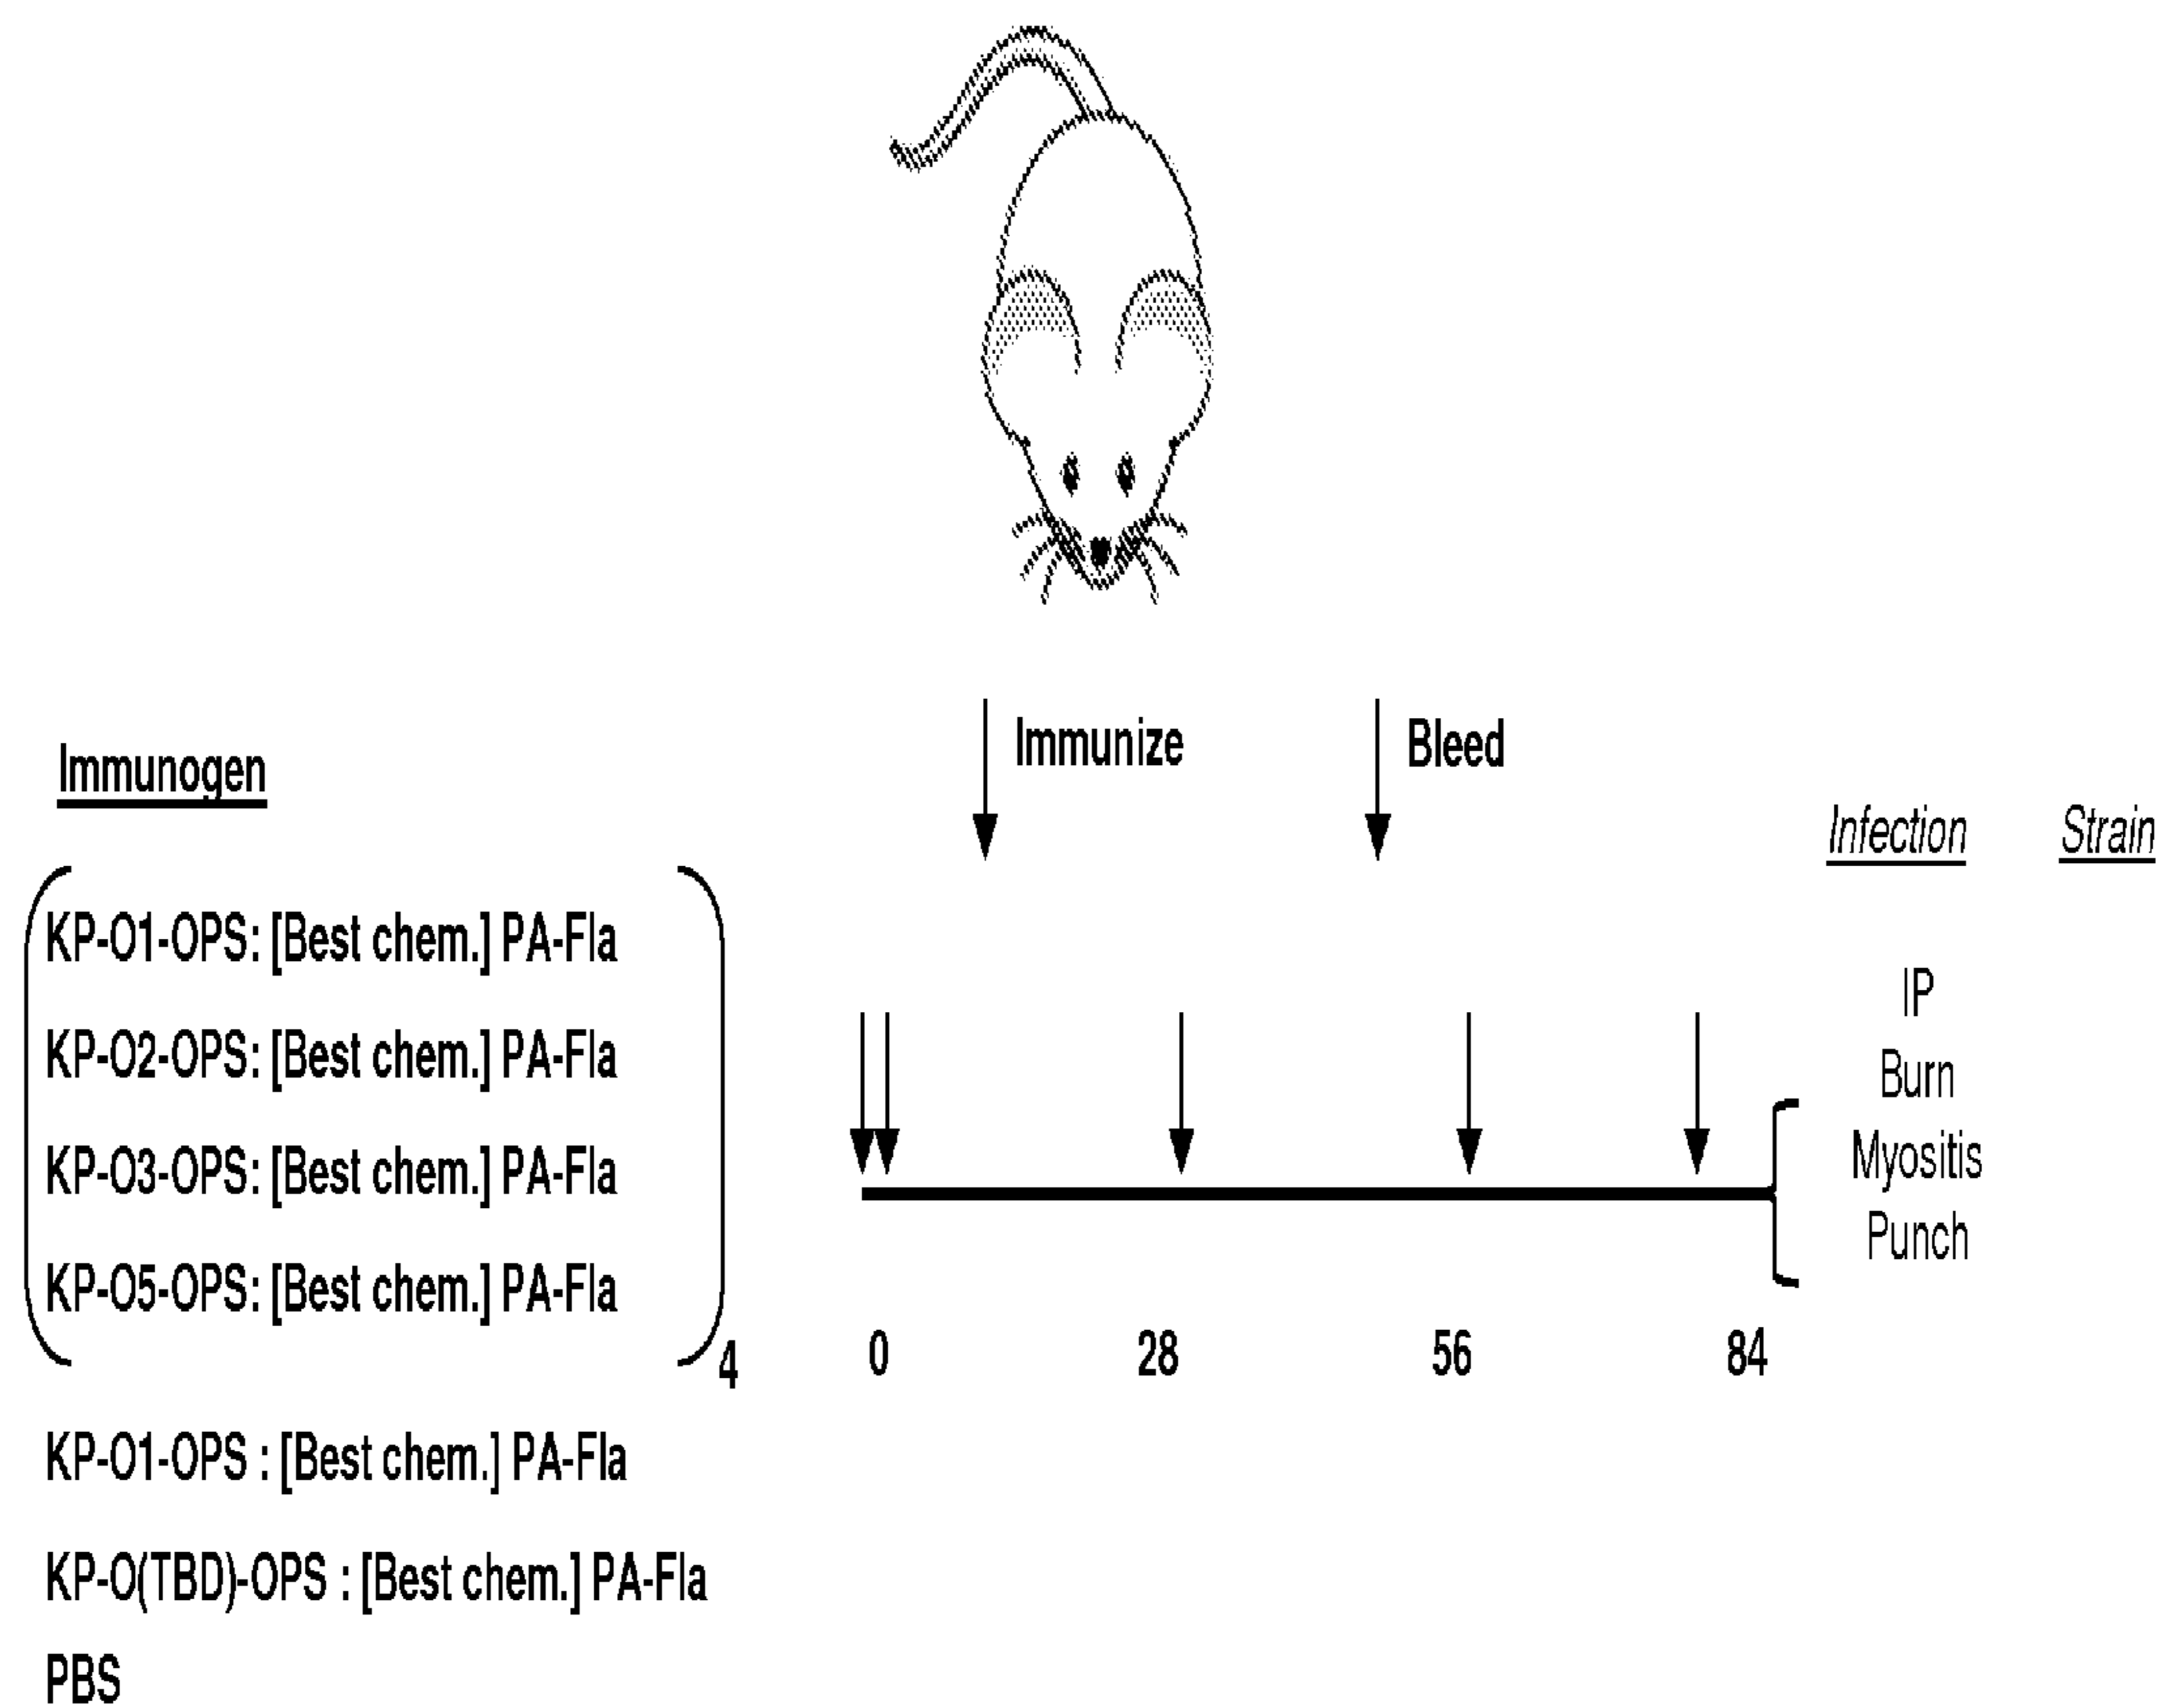 Immunize
Bleed
Immunogen
Infection
Strain
KP-O1-OPS: [Best chem.] PA-Fla
KP-O2-OPS: [Best chem.] PA-Fla
KP-O3-OPS: [Best chem.] PA-Fla
KP-O5-OPS: [Best chem.] PA-Fla
4
IP
Burn
Myositis
Punch
0
28
56
84
KP-O1-OPS : [Best chem.] PA-Fla
KP-O(TBD)-OPS : [Best chem.] PA-Fla
PBS